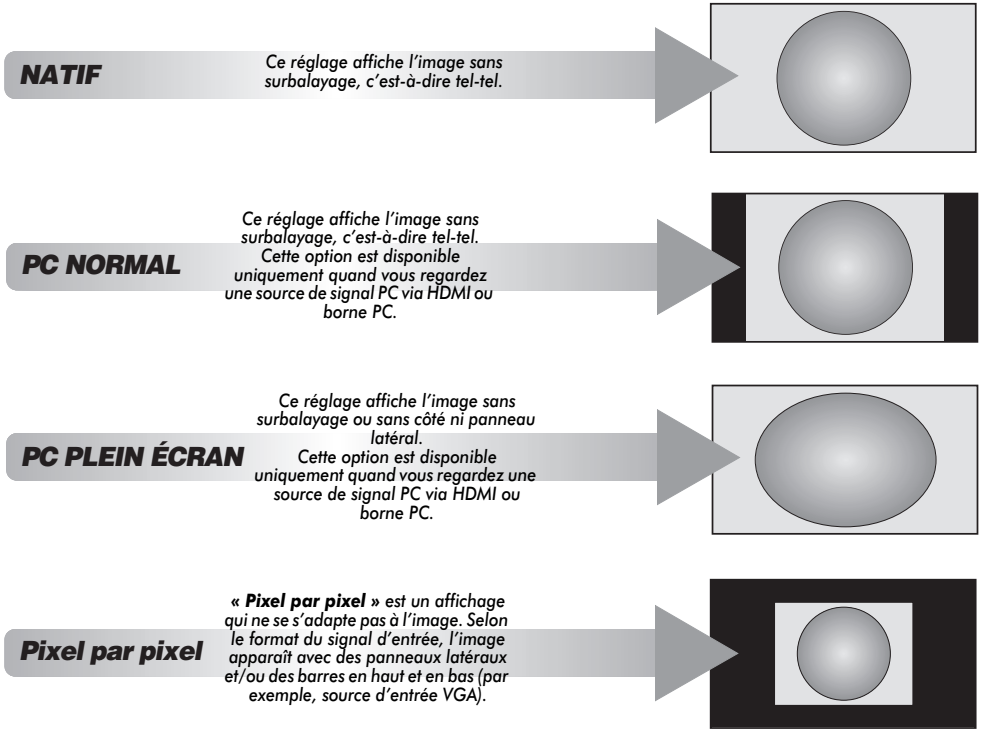 NATIF
Ce réglage affiche l’image sans
surbalayage, c’est-à-dire tel-tel.
PC NORMAL
Ce réglage affiche l’image sans
surbalayage, c’est-à-dire tel-tel.
Cette option est disponible
uniquement quand vous regardez
une source de signal PC via HDMI ou
borne PC.
PC PLEIN ÉCRAN
Ce réglage affiche l’image sans
surbalayage ou sans côté ni panneau
latéral.
Cette option est disponible
uniquement quand vous regardez une
source de signal PC via HDMI ou
borne PC.
Pixel par pixel
« Pixel par pixel » est un affichage
qui ne se s’adapte pas à l’image. Selon
le format du signal d’entrée, l’image
apparaît avec des panneaux latéraux
et/ou des barres en haut et en bas (par
exemple, source d’entrée VGA).